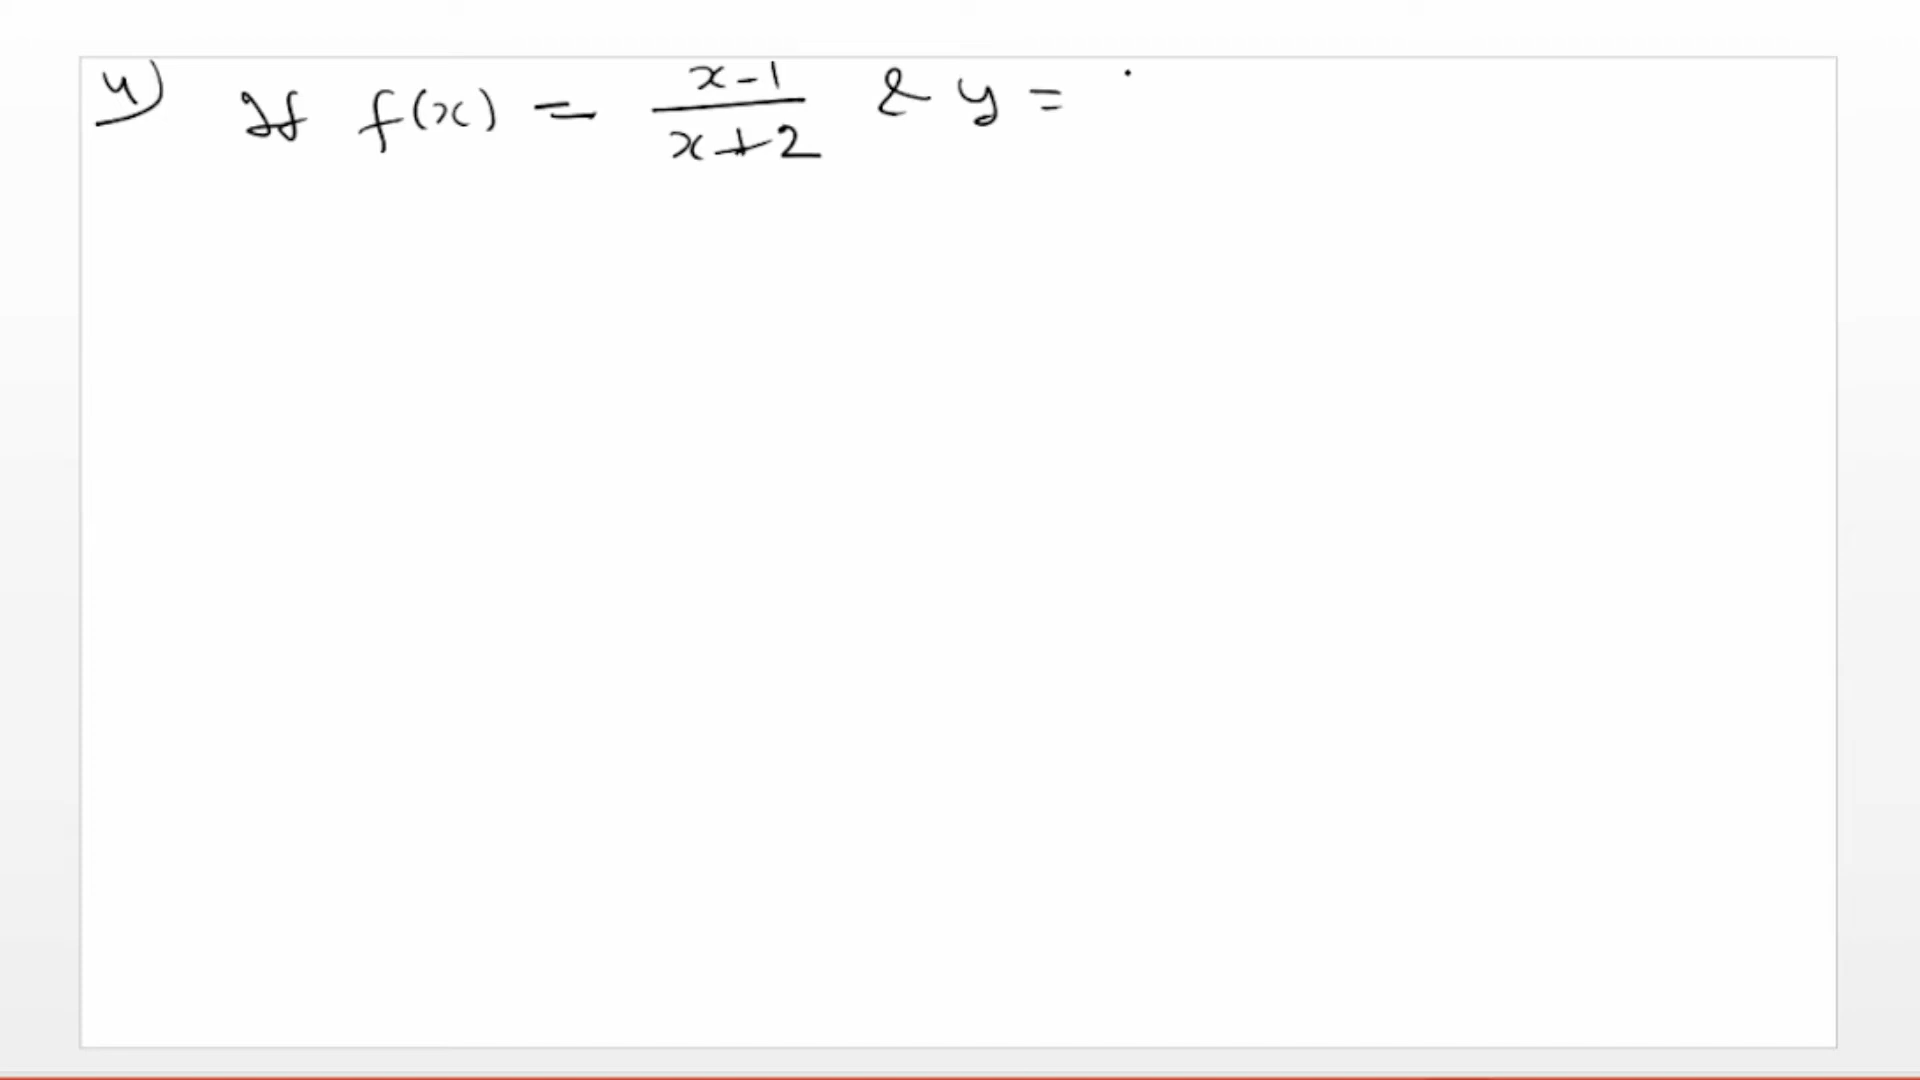 4) If f(x) = x-1/x+2 & y =